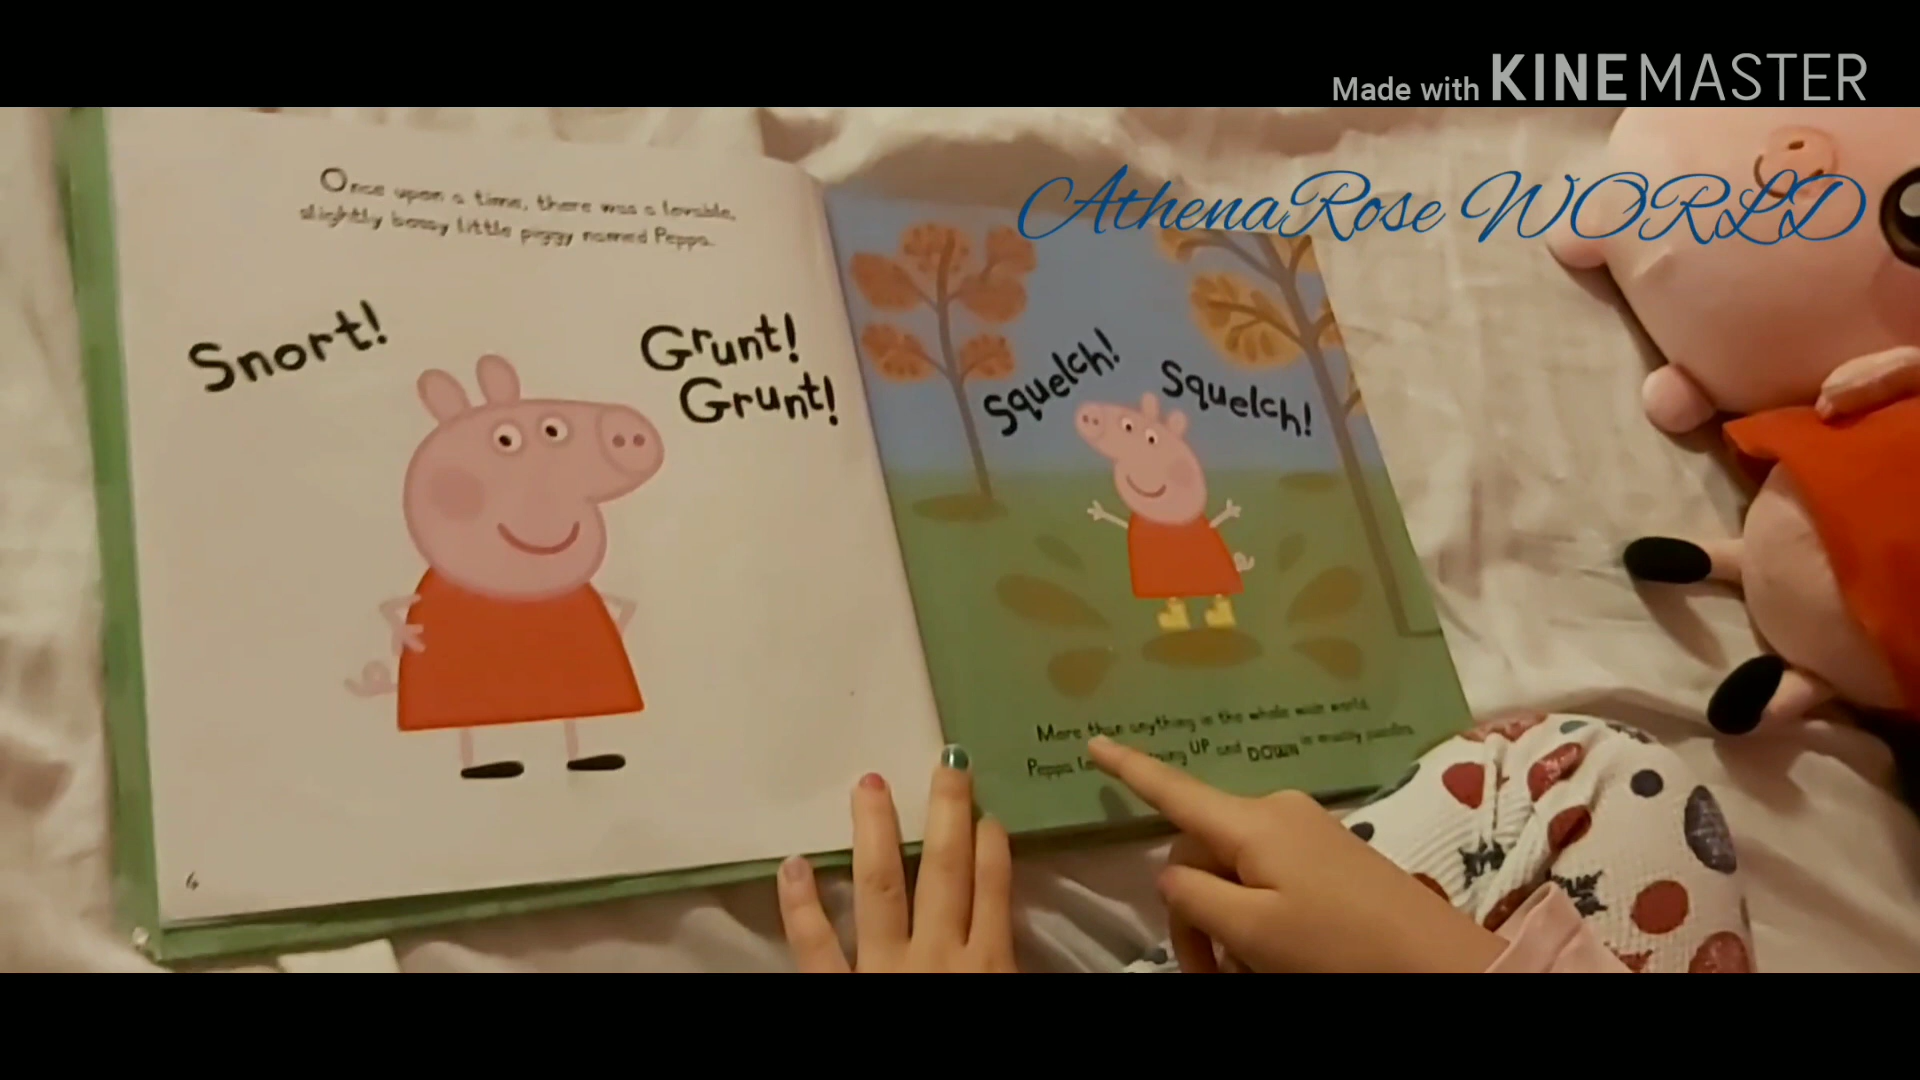 Made with KINEMASTER
AthenaRose WORLD
Once upon a time, there was a lovable,
slightly bossy little piggy named Peppa.
Snort!
Grunt!
Grunt!
6
Squelch!
Squelch!
More than anything in the whole wide world,
Peppa UP and DOWN in muddy puddles.